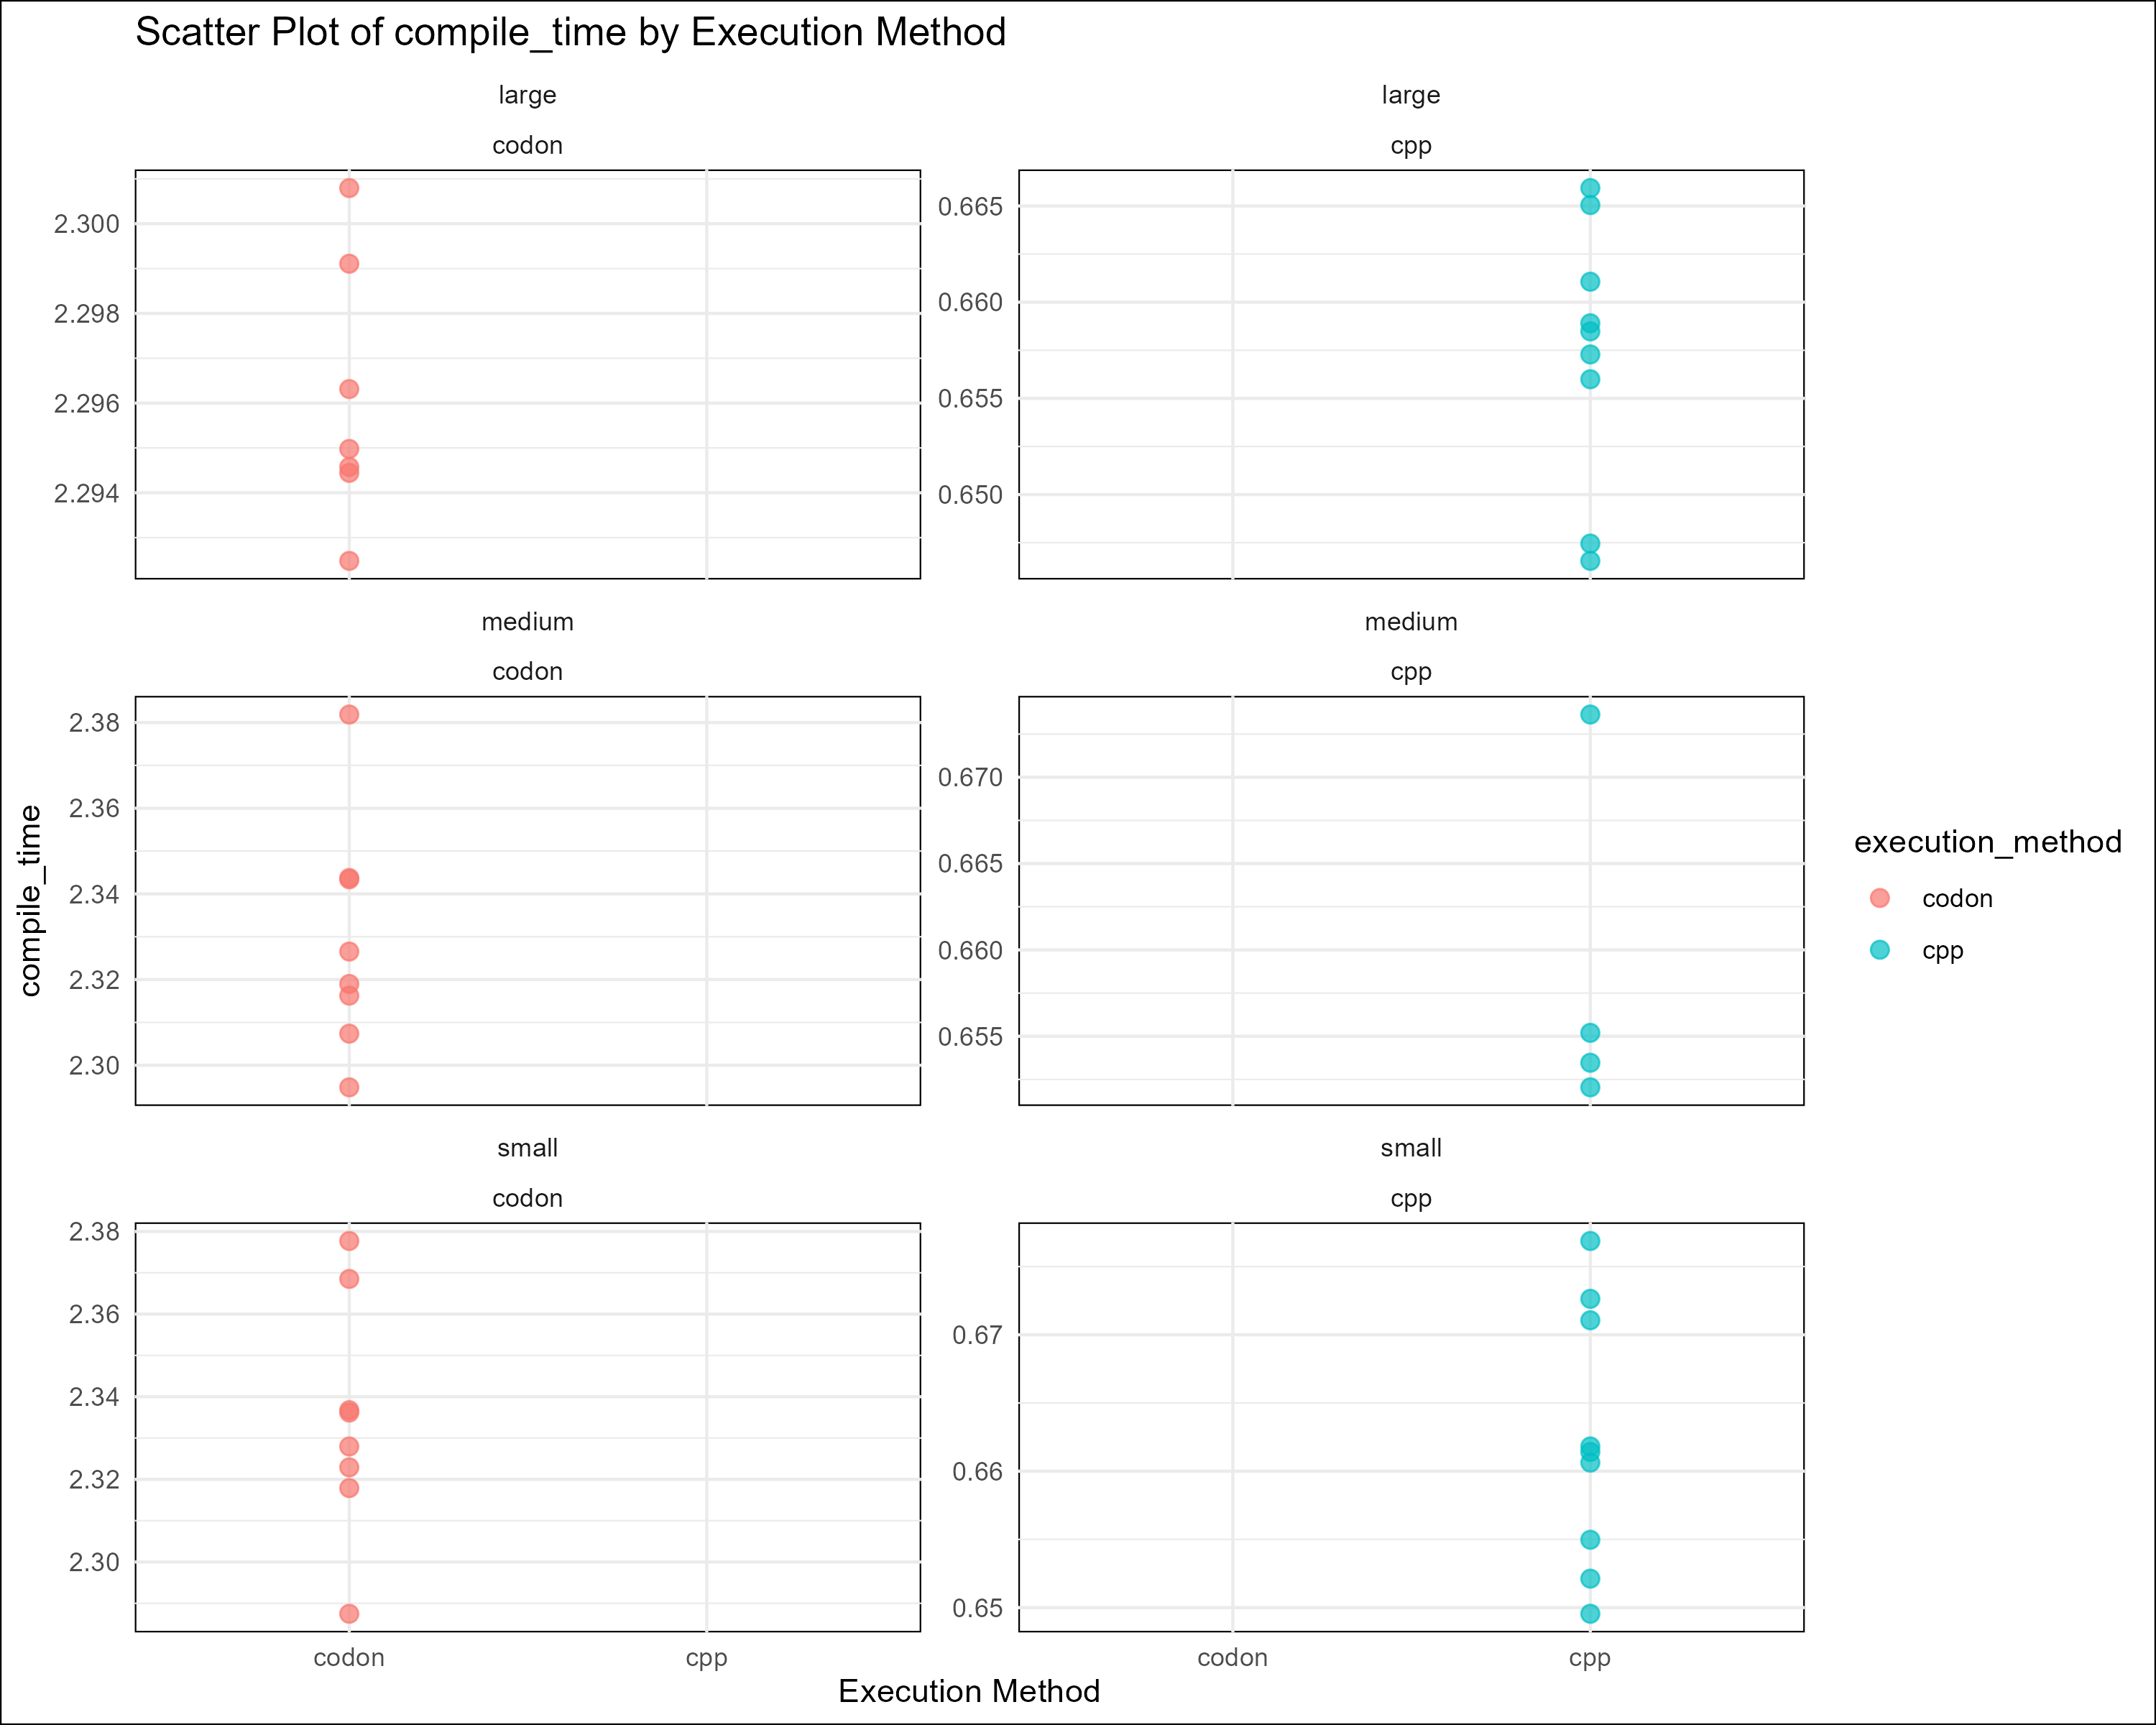 Scatter Plot of compile_time by Execution Method
large
codon
2.300
2.298
2.296
2.294
large
cpp
0.665
0.660
0.655
0.650
medium
codon
2.38
2.36
2.34
2.32
2.30
medium
cpp
0.670
0.665
0.660
0.655
small
codon
2.38
2.36
2.34
2.32
2.30
small
cpp
0.67
0.66
0.65
codon cpp
codon cpp
Execution Method
compile_time
execution_method
codon
cpp